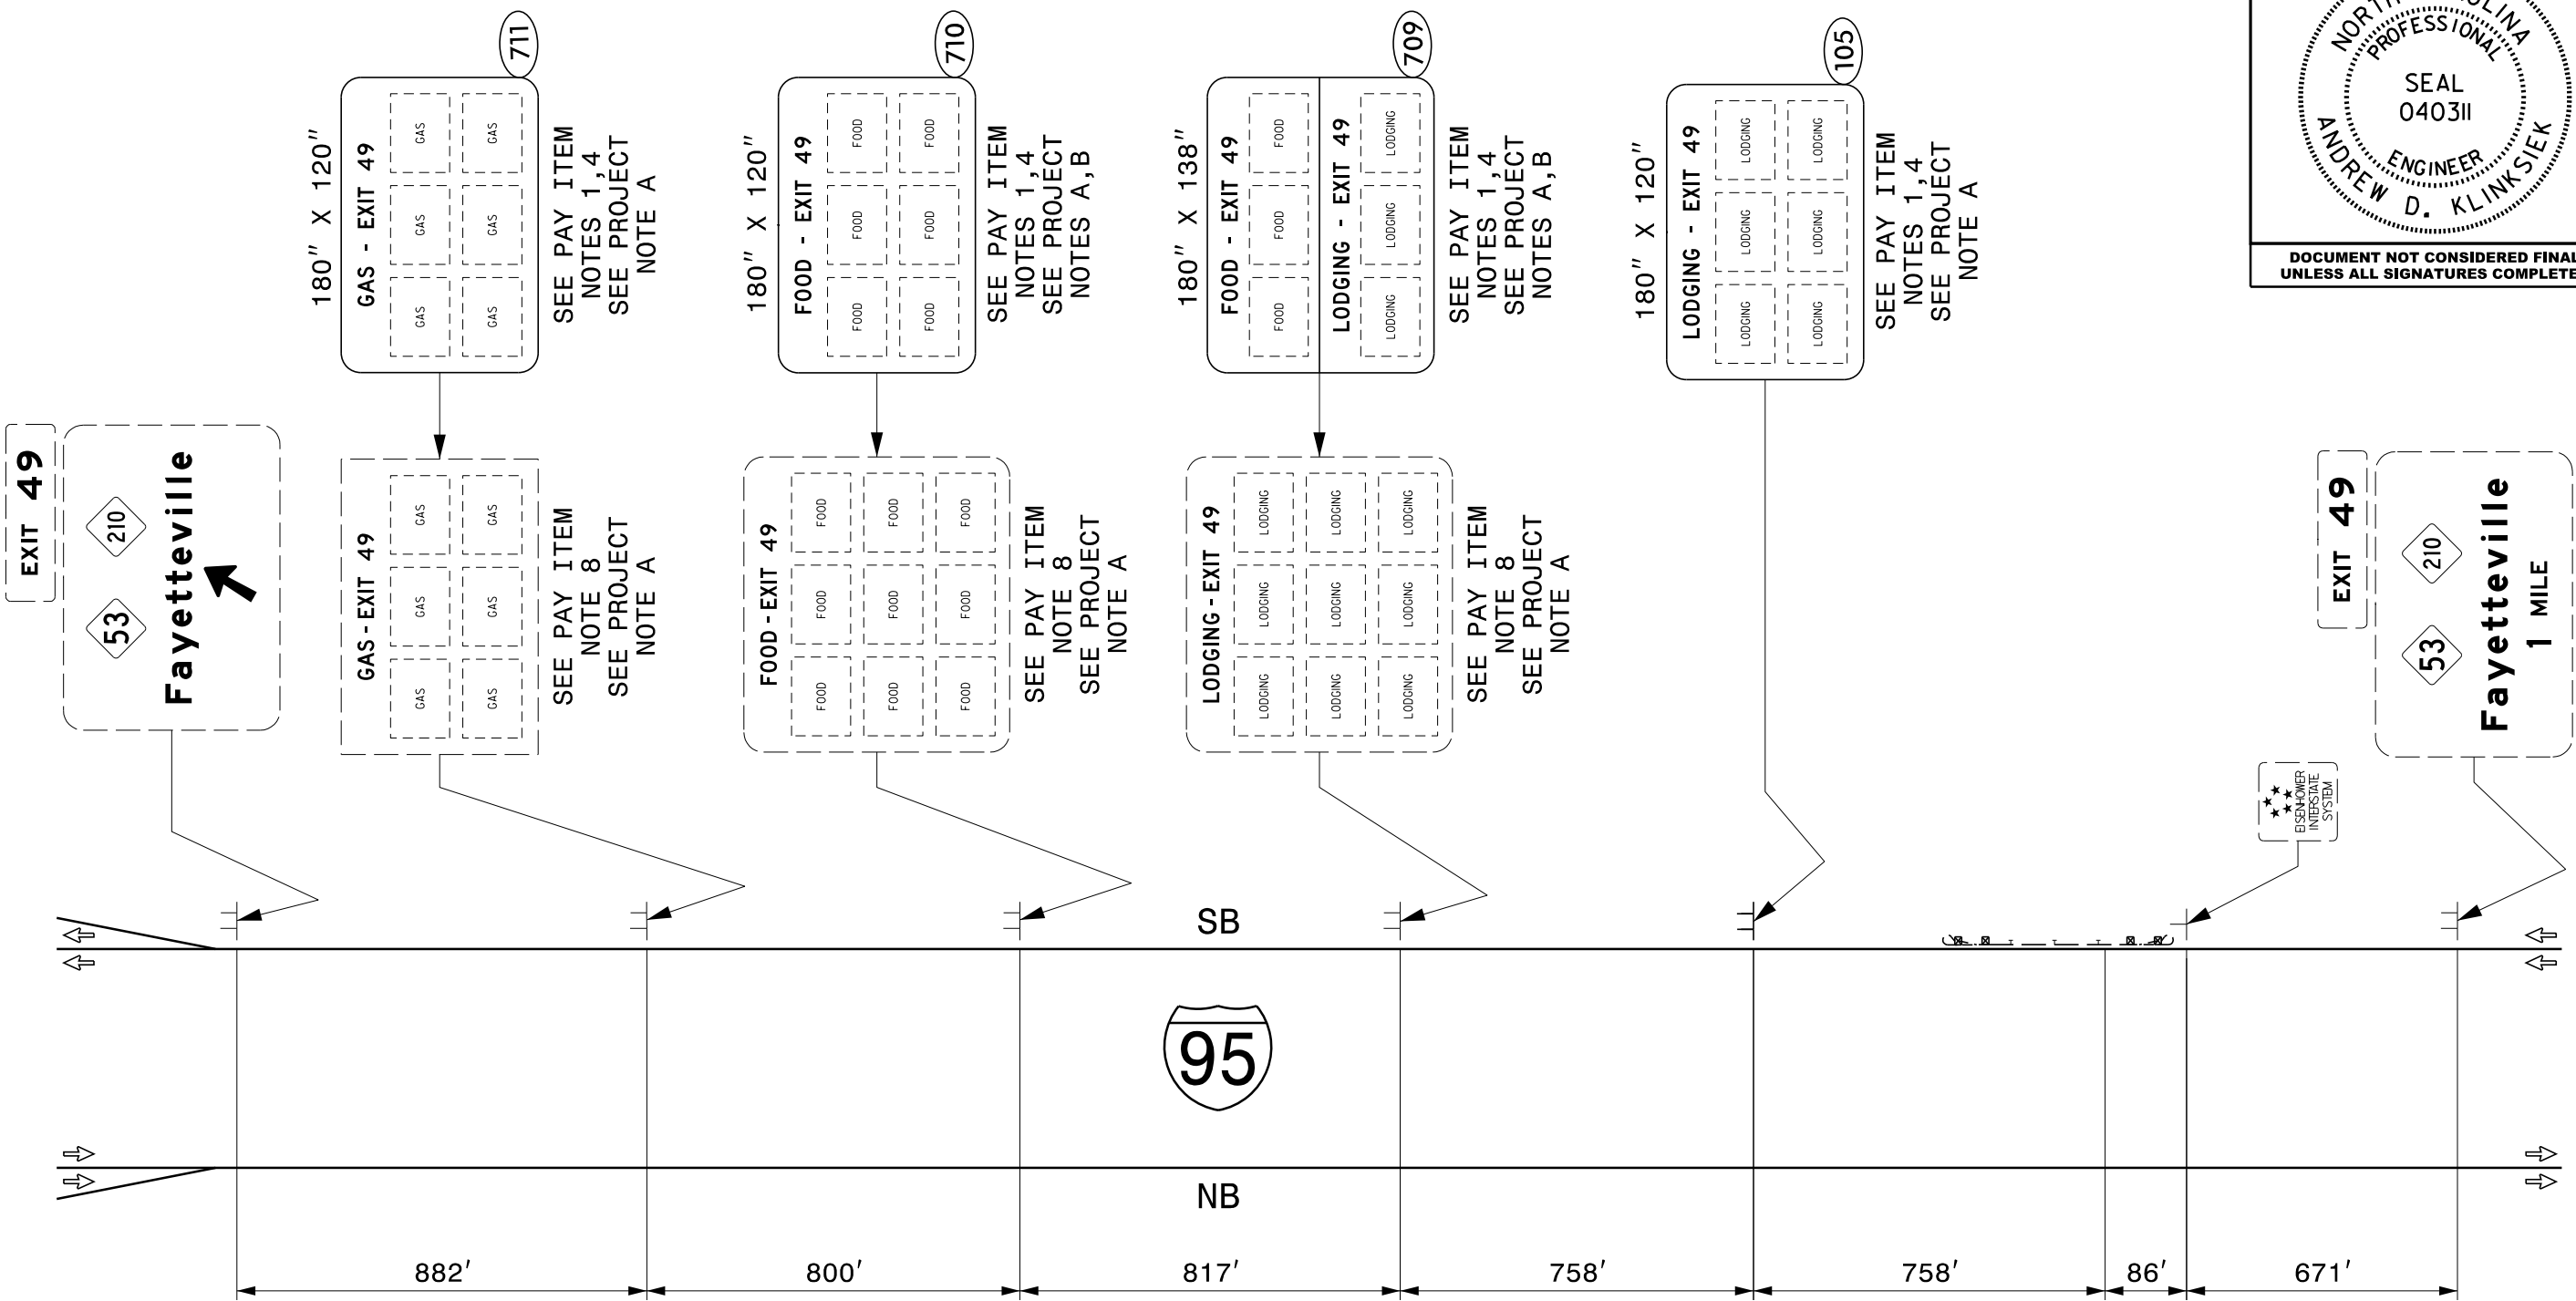 EXIT 49
53 210
Fayetteville
180" X 120"
711
GAS - EXIT 49
GAS GAS GAS
GAS GAS GAS
SEE PAY ITEM
NOTES 1,4
SEE PROJECT
NOTE A
GAS-EXIT 49
GAS GAS GAS
GAS GAS GAS
SEE PAY ITEM
NOTE 8
SEE PROJECT
NOTE A
180" X 120"
710
FOOD - EXIT 49
FOOD FOOD FOOD
FOOD FOOD FOOD
SEE PAY ITEM
NOTES 1,4
SEE PROJECT
NOTES A,B
FOOD-EXIT 49
FOOD FOOD FOOD
FOOD FOOD FOOD
FOOD FOOD FOOD
SEE PAY ITEM
NOTE 8
SEE PROJECT
NOTE A
180" X 138"
709
FOOD - EXIT 49
FOOD FOOD FOOD
LODGING - EXIT 49
LODGING LODGING LODGING
SEE PAY ITEM
NOTES 1,4
SEE PROJECT
NOTES A,B
LODGING-EXIT 49
LODGING LODGING LODGING
LODGING LODGING LODGING
LODGING LODGING LODGING
SEE PAY ITEM
NOTE 8
SEE PROJECT
NOTE A
180" X 120"
105
LODGING - EXIT 49
LODGING LODGING LODGING
LODGING LODGING LODGING
SEE PAY ITEM
NOTES 1,4
SEE PROJECT
NOTE A
PROFESSIONAL
SEAL
040311
ENGINEER
ANDREW D. KLINKSIEK
DOCUMENT NOT CONSIDERED FINAL
UNLESS ALL SIGNATURES COMPLETE
EISENHOWER
INTERSTATE
SYSTEM
EXIT 49
53 210
Fayetteville
1 MILE
SB
95
NB
882' 800' 817' 758' 758' 86' 671'